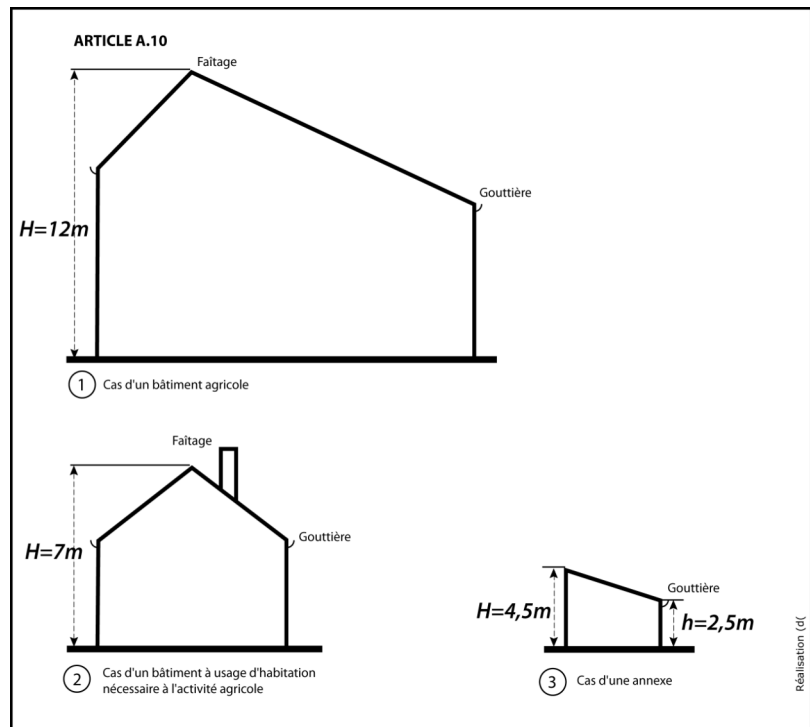 ARTICLE A.10
Faîtage
Gouttière
H=12m
1 Cas d'un bâtiment agricole
Faîtage
Gouttière
H=7m
2 Cas d'un bâtiment à usage d'habitation
nécessaire à l'activité agricole
Gouttière
H=4,5m
h=2,5m
3 Cas d'une annexe
Réalisation (d(